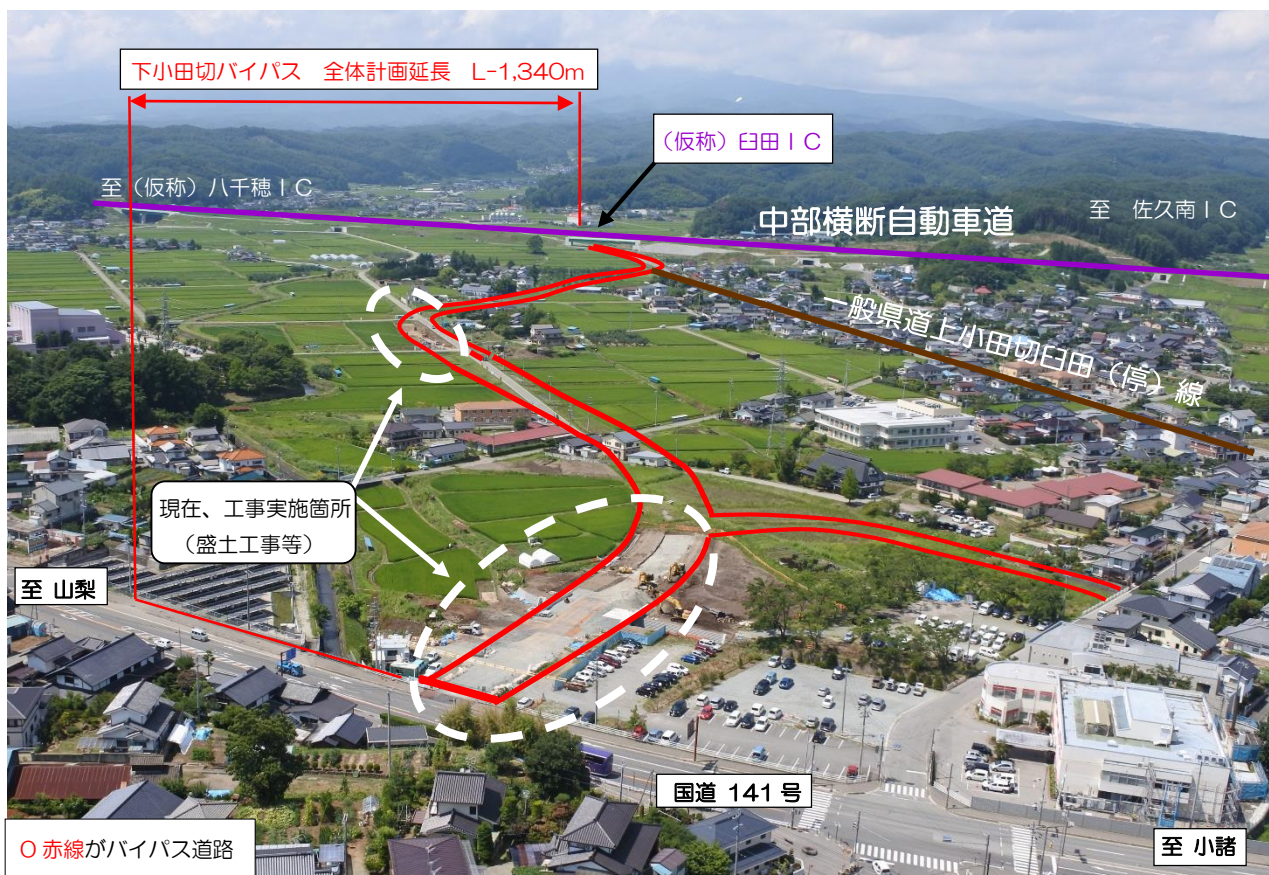 下小田切バイパス　全体計画延長　L-1,340m
（仮称）臼田ＩＣ
至（仮称）八千穂ＩＣ
至　佐久南ＩＣ
中部横断自動車道
一般県道上小田切臼田（停）線
現在、工事実施箇所
（盛土工事等）
至 山梨
国道 141 号
至 小諸
O 赤線がバイパス道路